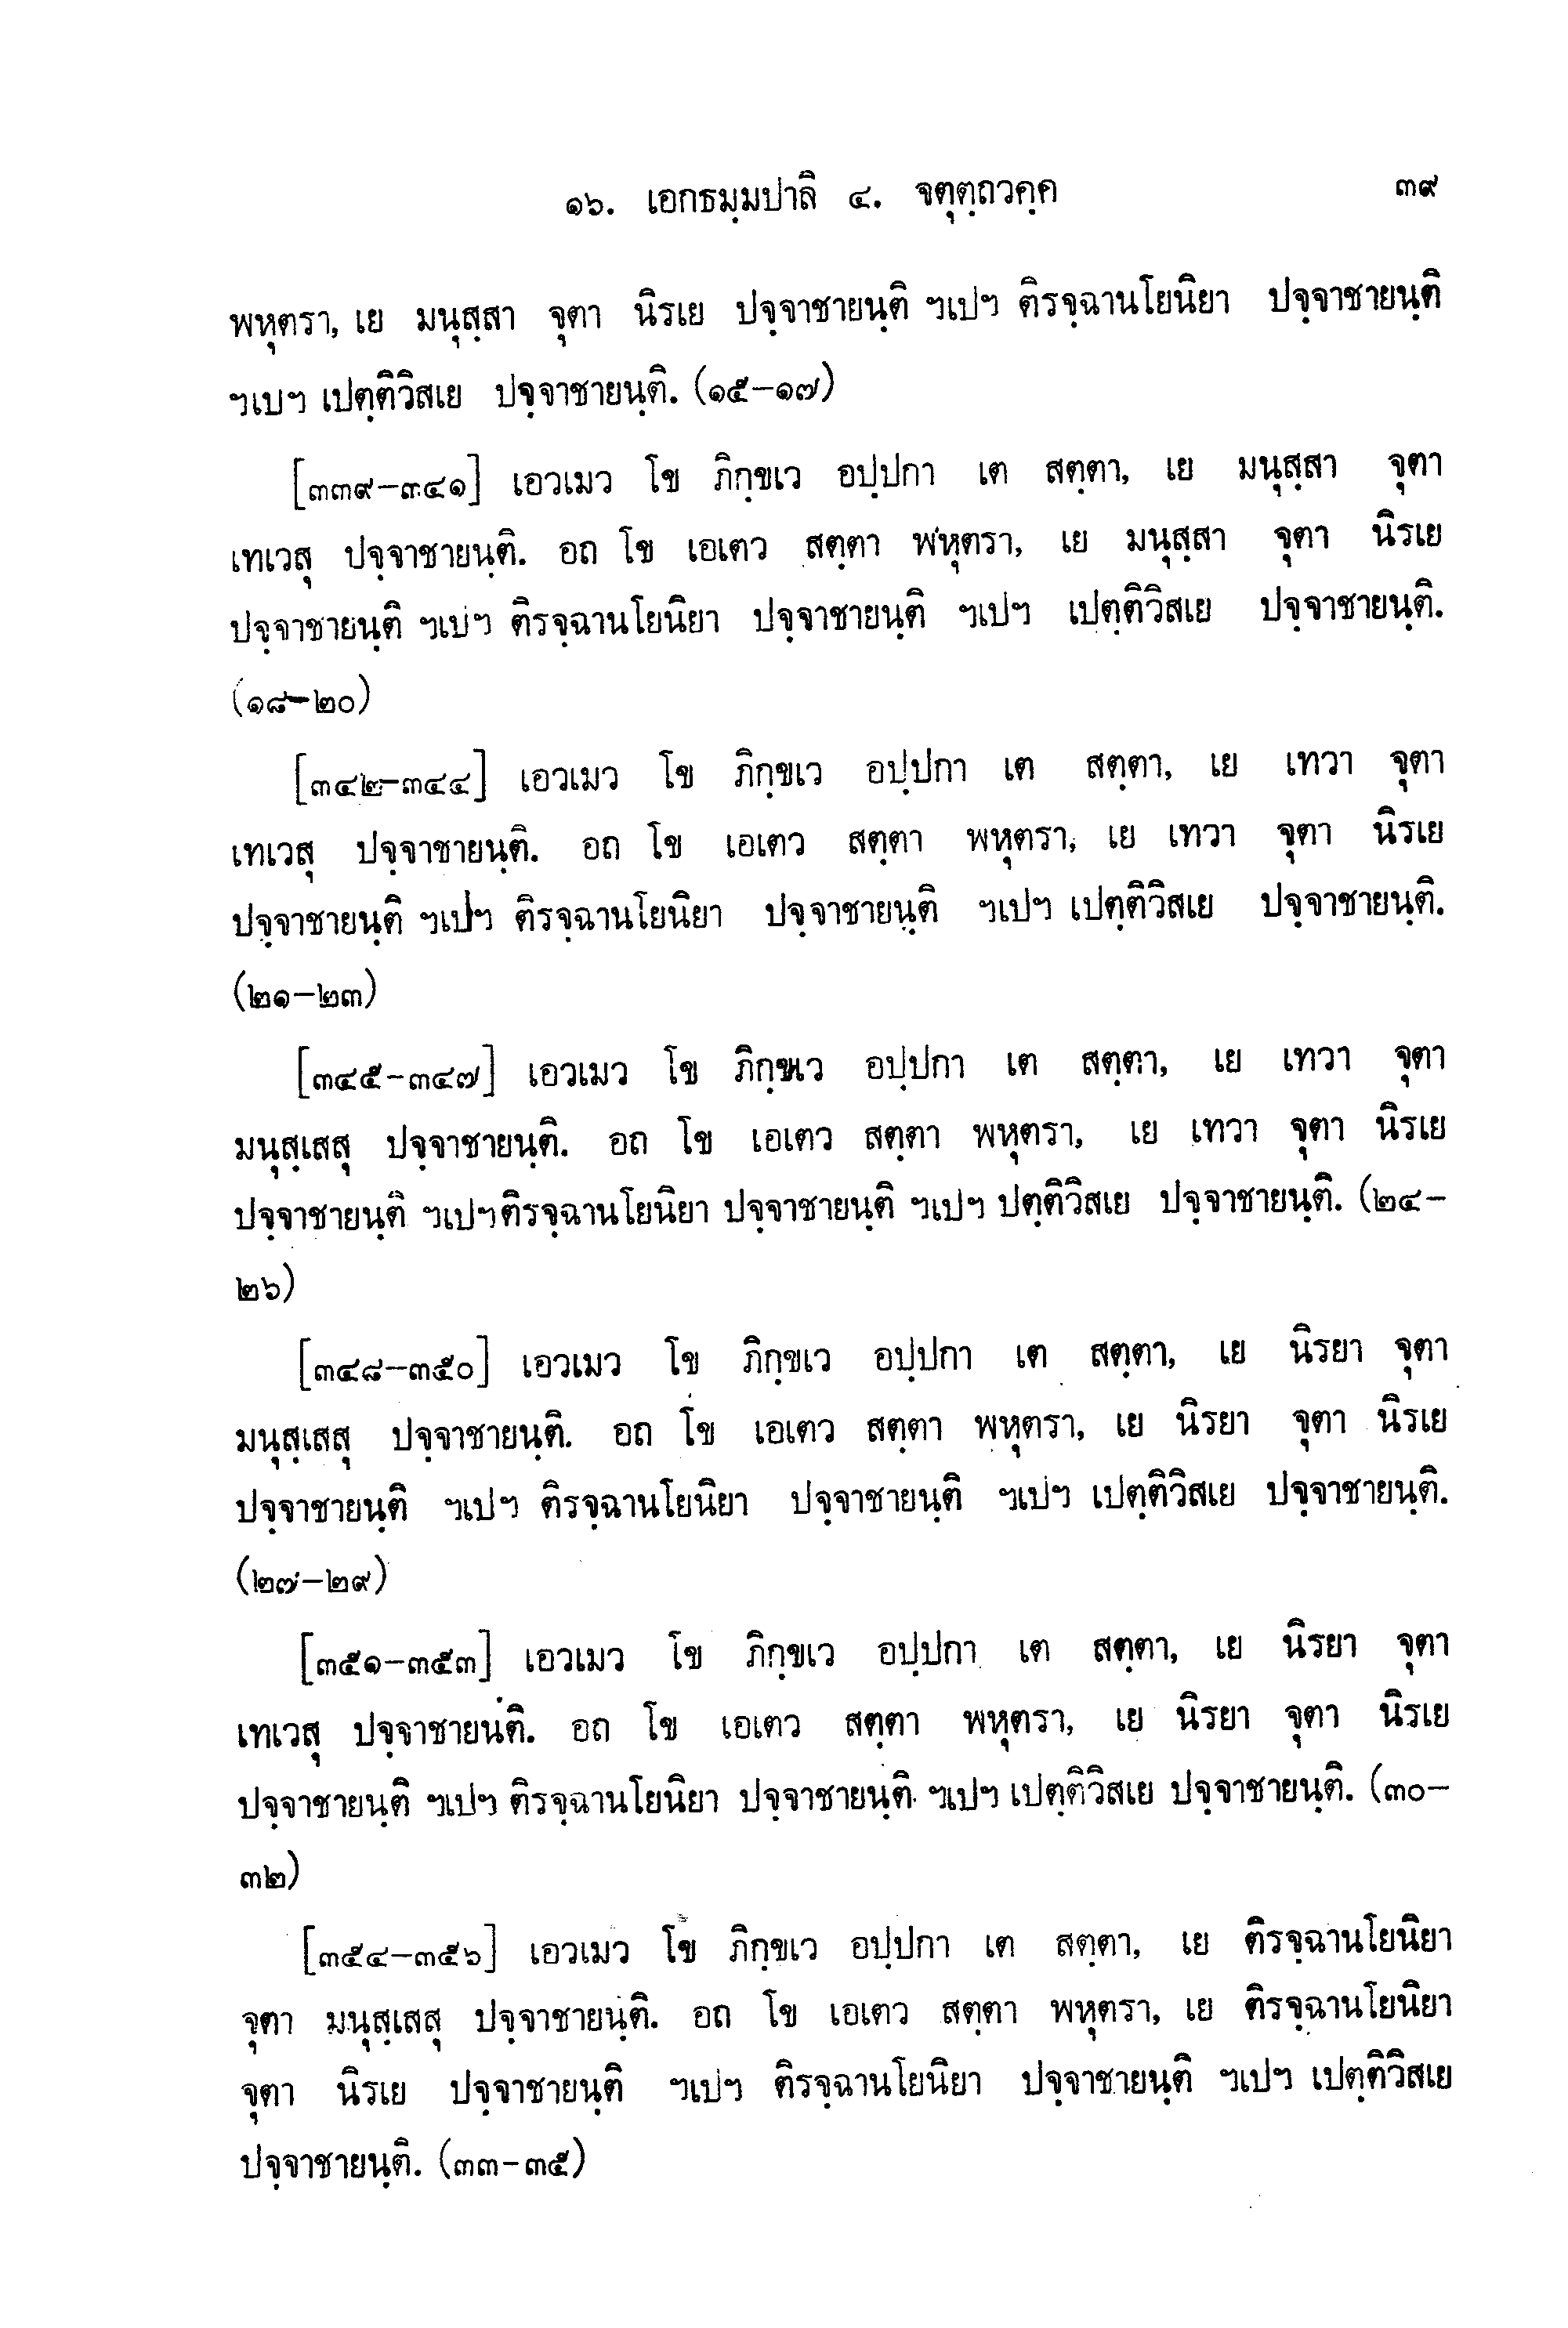 ๑๖. เอกธมฺมปาลิ ๔. จตุตฺถวคฺค ๓๙
พหุตรา, เย มนุสฺสา จุตา นิรเย ปจฺจาชายนฺติ ฯเปฯ ติรจฺฉานโยนิยา ปจฺจาชายนฺติ
ฯเปฯ เปตฺติวิสเย ปจฺจาชายนฺติ. (๑๕-๑๗)
[๓๓๙-๓๔๑] เอวเมว โข ภิกฺขเว อปฺปกา เต สตฺตา, เย มนุสฺสา จุตา
เทเวสุ ปจฺจาชายนฺติ. อถ โข เอเตว สตฺตา พหุตรา, เย มนุสฺสา จุตา นิรเย
ปจฺจาชายนฺติ ฯเปฯ ติรจฺฉานโยนิยา ปจฺจาชายนฺติ ฯเปฯ เปตฺติวิสเย ปจฺจาชายนฺติ.
(๑๘-๒๐)
[๓๔๒-๓๔๔] เอวเมว โข ภิกฺขเว อปฺปกา เต สตฺตา, เย เทวา จุตา
เทเวสุ ปจฺจาชายนฺติ. อถ โข เอเตว สตฺตา พหุตรา, เย เทวา จุตา นิรเย
ปจฺจาชายนฺติ ฯเปฯ ติรจฺฉานโยนิยา ปจฺจาชายนฺติ ฯเปฯ เปตฺติวิสเย ปจฺจาชายนฺติ.
(๒๑-๒๓)
[๓๔๕-๓๔๗] เอวเมว โข ภิกฺขเว อปฺปกา เต สตฺตา, เย เทวา จุตา
มนุสฺเสสุ ปจฺจาชายนฺติ. อถ โข เอเตว สตฺตา พหุตรา, เย เทวา จุตา นิรเย
ปจฺจาชายนฺติ ฯเปฯ ติรจฺฉานโยนิยา ปจฺจาชายนฺติ ฯเปฯ ปตฺติวิสเย ปจฺจาชายนฺติ. (๒๔-
๒๖)
[๓๔๘-๓๕๐] เอวเมว โข ภิกฺขเว อปฺปกา เต สตฺตา, เย นิรยา จุตา
มนุสฺเสสุ ปจฺจาชายนฺติ. อถ โข เอเตว สตฺตา พหุตรา, เย นิรยา จุตา นิรเย
ปจฺจาชายนฺติ ฯเปฯ ติรจฺฉานโยนิยา ปจฺจาชายนฺติ ฯเปฯ เปตฺติวิสเย ปจฺจาชายนฺติ.
(๒๗-๒๙)
[๓๕๑-๓๕๓] เอวเมว โข ภิกฺขเว อปฺปกา เต สตฺตา, เย นิรยา จุตา
เทเวสุ ปจฺจาชายนฺติ. อถ โข เอเตว สตฺตา พหุตรา, เย นิรยา จุตา นิรเย
ปจฺจาชายนฺติ ฯเปฯ ติรจฺฉานโยนิยา ปจฺจาชายนฺติ ฯเปฯ เปตฺติวิสเย ปจฺจาชายนฺติ. (๓๐-
๓๒)
[๓๕๔-๓๕๖] เอวเมว โข ภิกฺขเว อปฺปกา เต สตฺตา, เย ติรจฺฉานโยนิยา
จุตา มนุสฺเสสุ ปจฺจาชายนฺติ. อถ โข เอเตว สตฺตา พหุตรา, เย ติรจฺฉานโยนิยา
จุตา นิรเย ปจฺจาชายนฺติ ฯเปฯ ติรจฺฉานโยนิยา ปจฺจาชายนฺติ ฯเปฯ เปตฺติวิสเย
ปจฺจาชายนฺติ. (๓๓-๓๕)